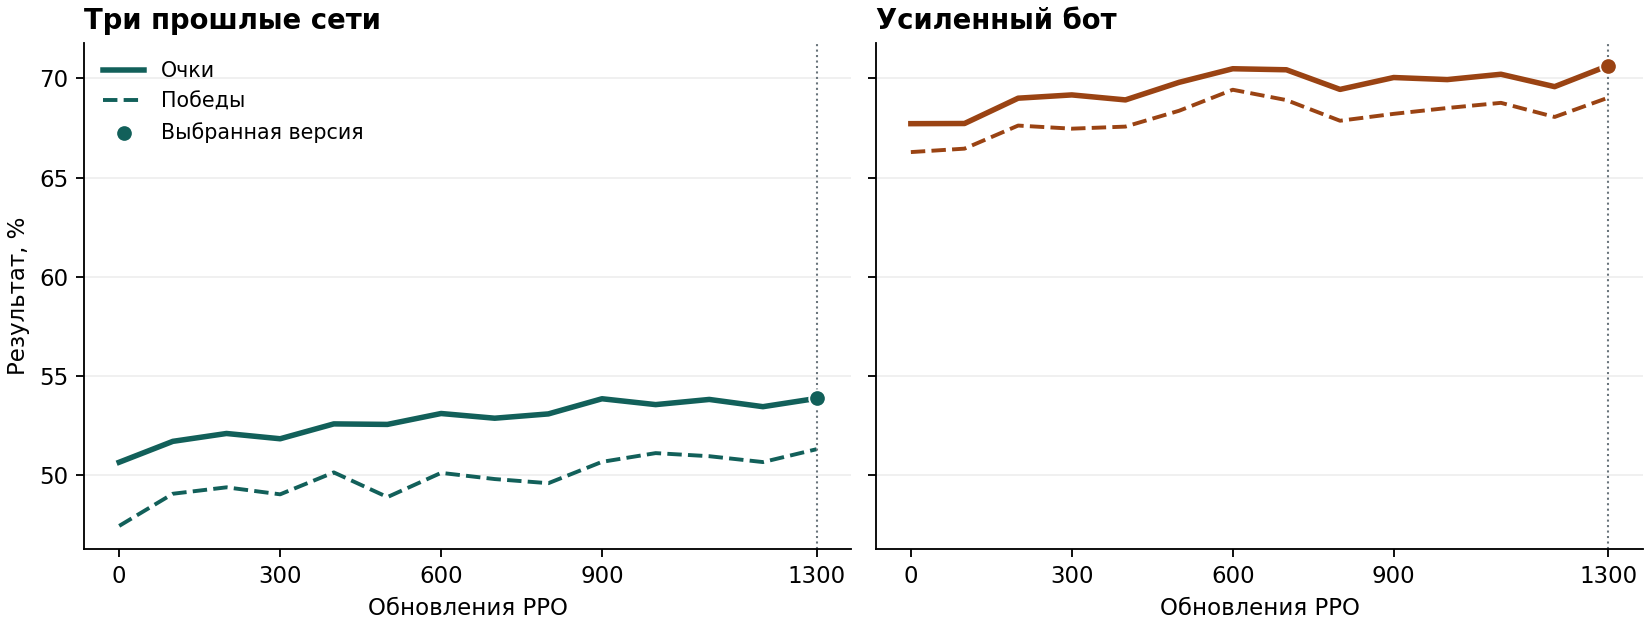 Три прошлые сети
Очки
Победы
Выбранная версия
Результат, %
70
65
60
55
50
0 300 600 900 1300
Обновления PPO
Усиленный бот
0 300 600 900 1300
Обновления PPO